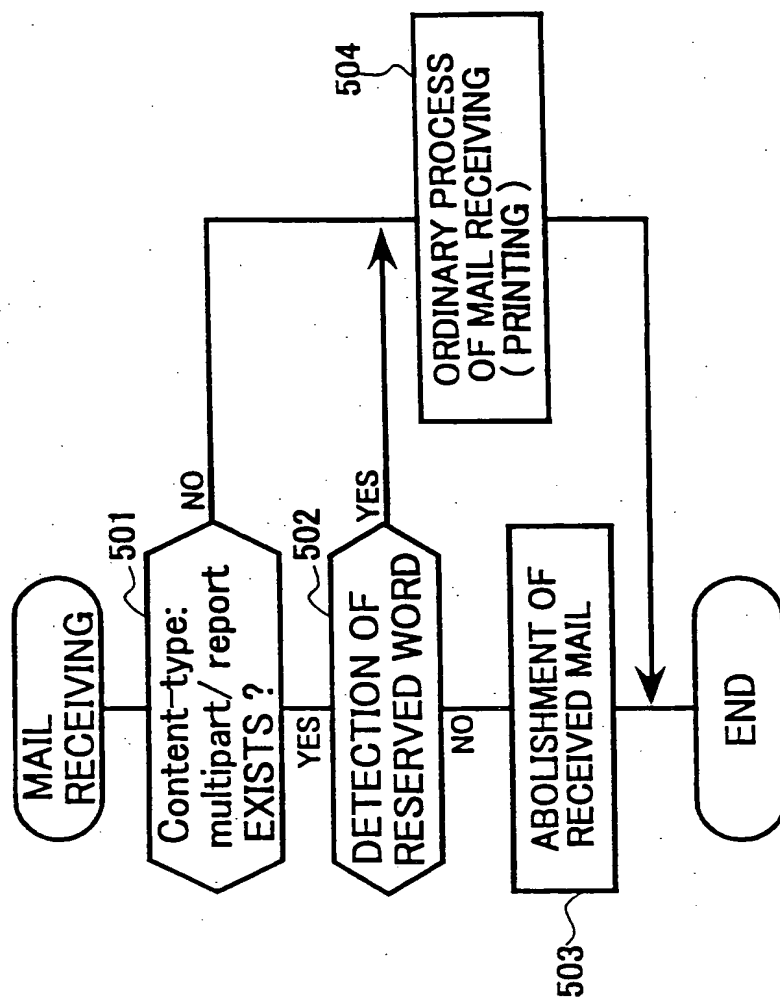 MAIL
RECEIVING
501
Content-type:
multipart/ report
EXISTS ?
NO
YES
502
DETECTION OF
RESERVED WORD
YES
NO
504
ORDINARY PROCESS
OF MAIL RECEIVING
( PRINTING )
503
ABOLISHMENT OF
RECEIVED MAIL
END